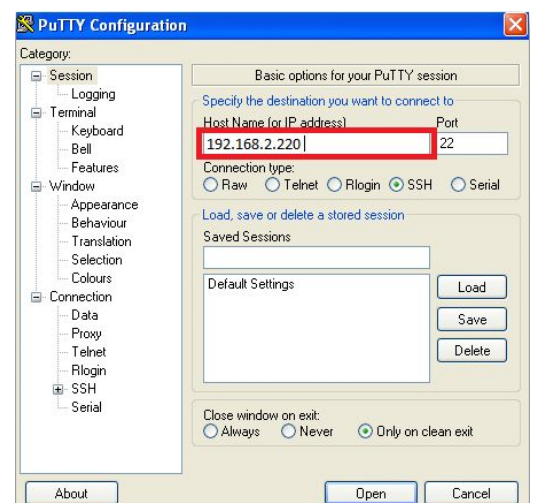 PuTTY Configuration
Category:
Session
Logging
Terminal
Keyboard
Bell
Features
Window
Appearance
Behaviour
Translation
Selection
Colours
Connection
Data
Proxy
Telnet
Rlogin
SSH
Serial
Basic options for your PuTTY session
Specify the destination you want to connect to
Host Name (or IP address) Port
192.168.2.220 22
Connection type:
Raw Telnet Rlogin SSH Serial
Load, save or delete a stored session
Saved Sessions
Default Settings
Load
Save
Delete
Close window on exit:
Always Never Only on clean exit
About Open Cancel